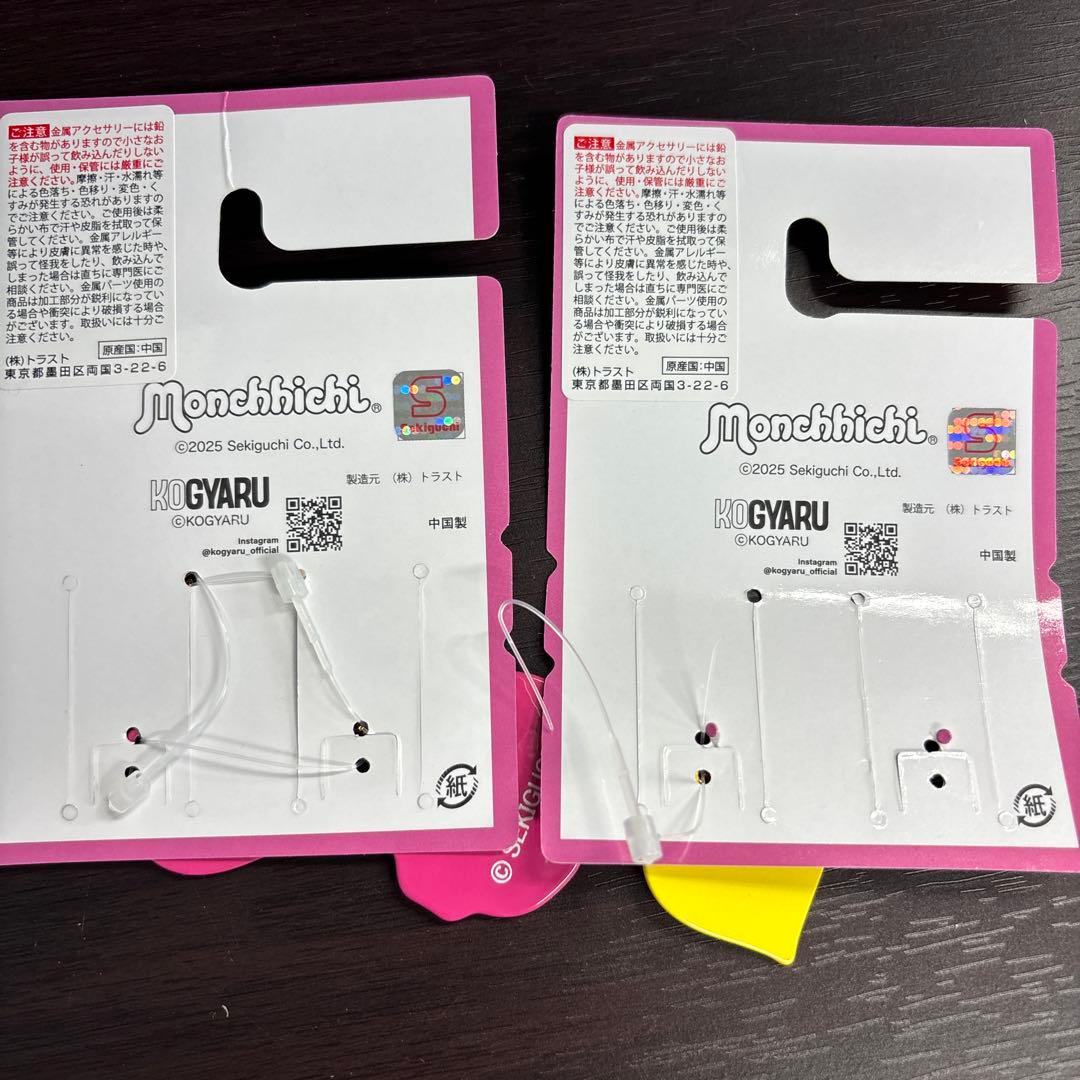 ご注意 金属アクセサリーには鉛
を含む物がありますので小さなお
子様が誤って飲み込んだりしない
ように、使用・保管には厳重にご
注意ください。摩擦・汗・水濡れ等
による色落ち・色移り・変色・く
すみが発生する恐れがありますの
でご注意ください。ご使用後は柔
らかい布で汗や皮脂を拭取って保
管してください。金属アレルギー
等により皮膚に異常を感じた時や、
誤って怪我をしたり、飲み込んで
しまった場合は直ちに専門医にご
相談ください。金属パーツ使用の
商品は加工部分が鋭利になってい
る場合や衝突により破損する場合
がございます。取扱いには十分ご
注意ください。
原産国:中国
(株)トラスト
東京都墨田区両国3-22-6
Monchhichi®
S
Sekiguchi
©2025 Sekiguchi Co.,Ltd.
KOGYARU
©KOGYARU
製造元 (株)トラスト
中国製
Instagram
@kogyaru_official
紙
© SEKIGU
ご注意 金属アクセサリーには鉛
を含む物がありますので小さなお
子様が誤って飲み込んだりしない
ように、使用・保管には厳重にご
注意ください。摩擦・汗・水濡れ等
による色落ち・色移り・変色・く
すみが発生する恐れがありますの
でご注意ください。ご使用後は柔
らかい布で汗や皮脂を拭取って保
管してください。金属アレルギー
等により皮膚に異常を感じた時や、
誤って怪我をしたり、飲み込んで
しまった場合は直ちに専門医にご
相談ください。金属パーツ使用の
商品は加工部分が鋭利になってい
る場合や衝突により破損する場合
がございます。取扱いには十分ご
注意ください。
原産国:中国
(株)トラスト
東京都墨田区両国3-22-6
Monchhichi®
S
Sekiguchi
©2025 Sekiguchi Co.,Ltd.
KOGYARU
©KOGYARU
製造元 (株)トラスト
中国製
Instagram
@kogyaru_official
紙